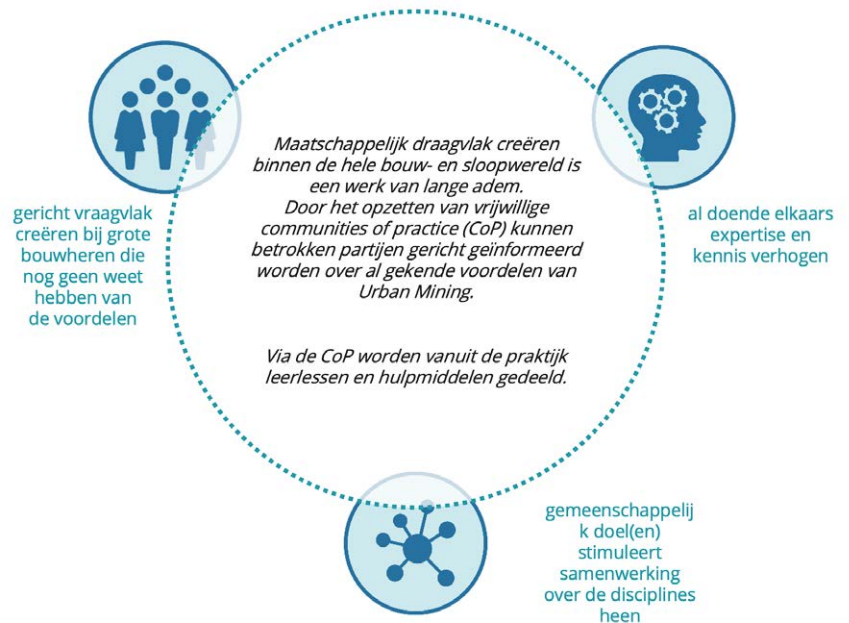 Maatschappelijk draagvlak creëren
binnen de hele bouw- en sloopwereld is
een werk van lange adem.
Door het opzetten van vrijwillige
communities of practice (CoP) kunnen
betrokken partijen gericht geïnformeerd
worden over al gekende voordelen van
Urban Mining.
Via de CoP worden vanuit de praktijk
leerlessen en hulpmiddelen gedeeld.
gericht vraagvlak
creëren bij grote
bouwheren die
nog geen weet
hebben van
de voordelen
al doende elkaars
expertise en
kennis verhogen
gemeenschappelij
k doel(en)
stimuleert
samenwerking
over de disciplines
heen